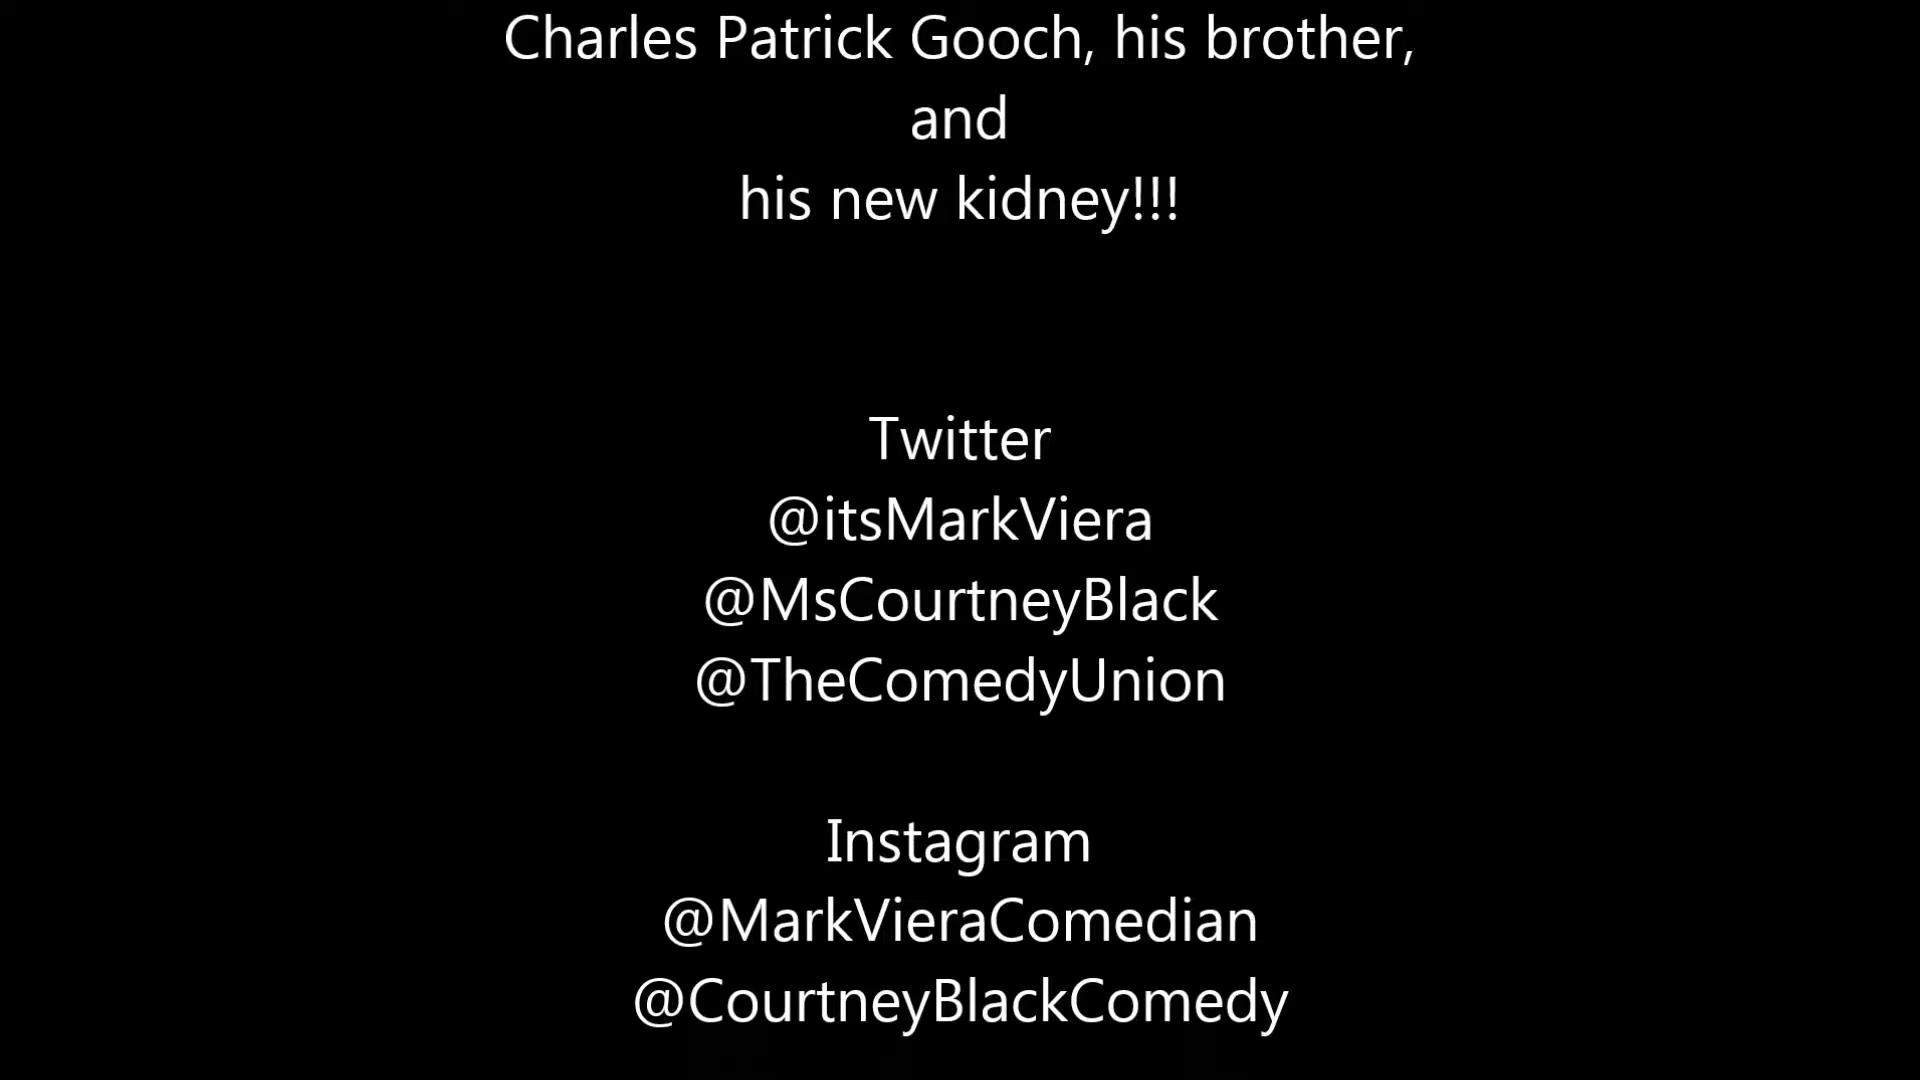 Charles Patrick Gooch, his brother,
and
his new kidney!!!
Twitter
@itsMarkViera
@MsCourtneyBlack
@TheComedyUnion
Instagram
@MarkVieraComedian
@CourtneyBlackComedy